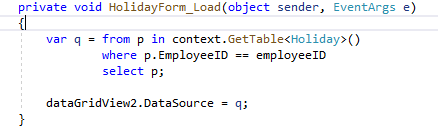 private void HolidayForm_Load(object sender, EventArgs e)
{
    var q = from p in context.GetTable<Holiday>()
            where p.EmployeeID == employeeID
            select p;

    dataGridView2.DataSource = q;
}